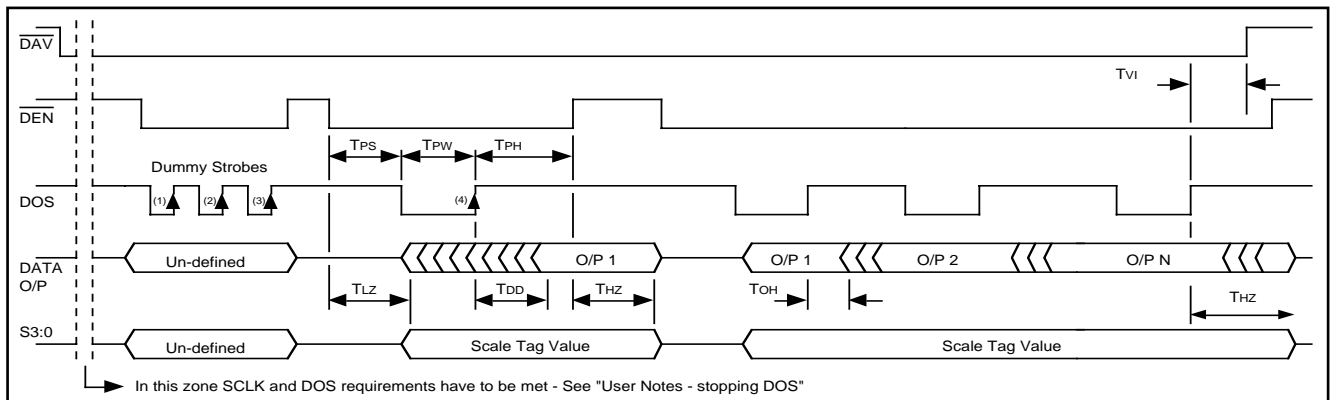 DAV
TVI
DEN
TPS TPW TPH
Dummy Strobes
DOS (1) (2) (3) (4)
DATA O/P Un-defined O/P 1 O/P 1 O/P 2 O/P N
TLZ TDD THZ TOH THZ
S3:0 Un-defined Scale Tag Value Scale Tag Value
In this zone SCLK and DOS requirements have to be met - See "User Notes - stopping DOS"